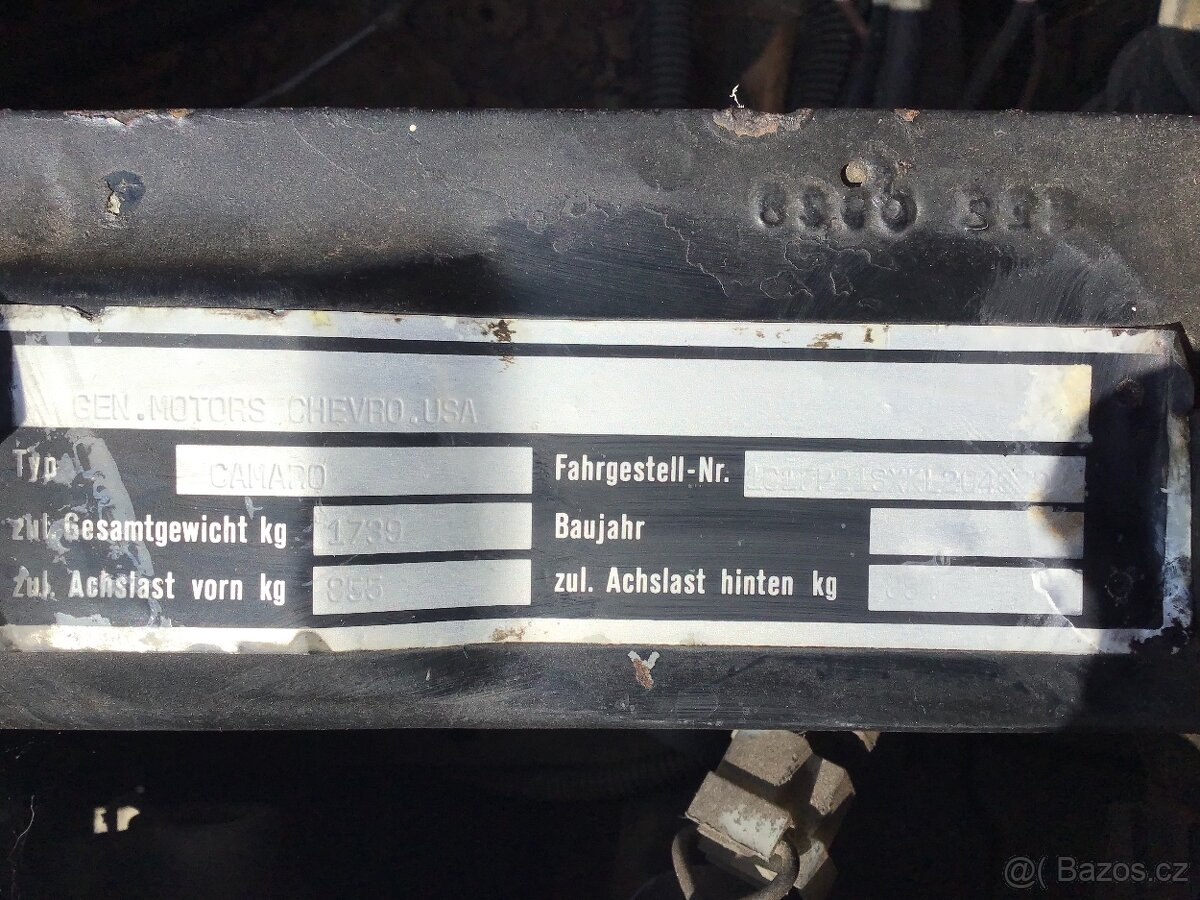 GEN.MOTORS CHEVRO.USA
Typ CAMARO Fahrgestell-Nr.
zul. Gesamtgewicht kg 1739 Baujahr
zul. Achslast vorn kg 855 zul. Achslast hinten kg
@( Bazos.cz